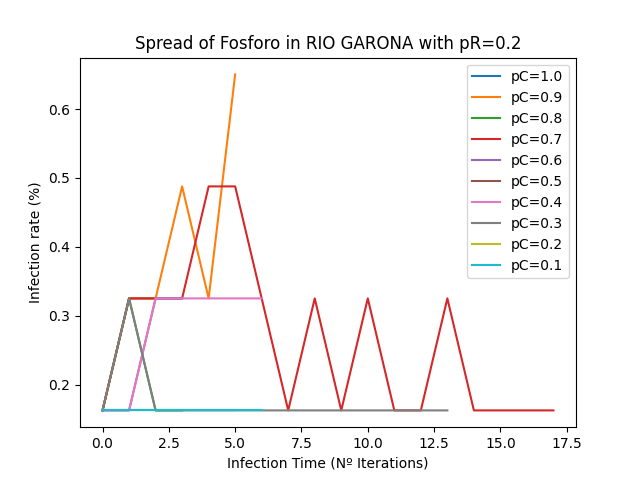 Spread of Fosforo in RIO GARONA with pR=0.2
Infection rate (%)
0.6
0.5
0.4
0.3
0.2
0.0 2.5 5.0 7.5 10.0 12.5 15.0 17.5
Infection Time (Nº Iterations)
pC=1.0
pC=0.9
pC=0.8
pC=0.7
pC=0.6
pC=0.5
pC=0.4
pC=0.3
pC=0.2
pC=0.1